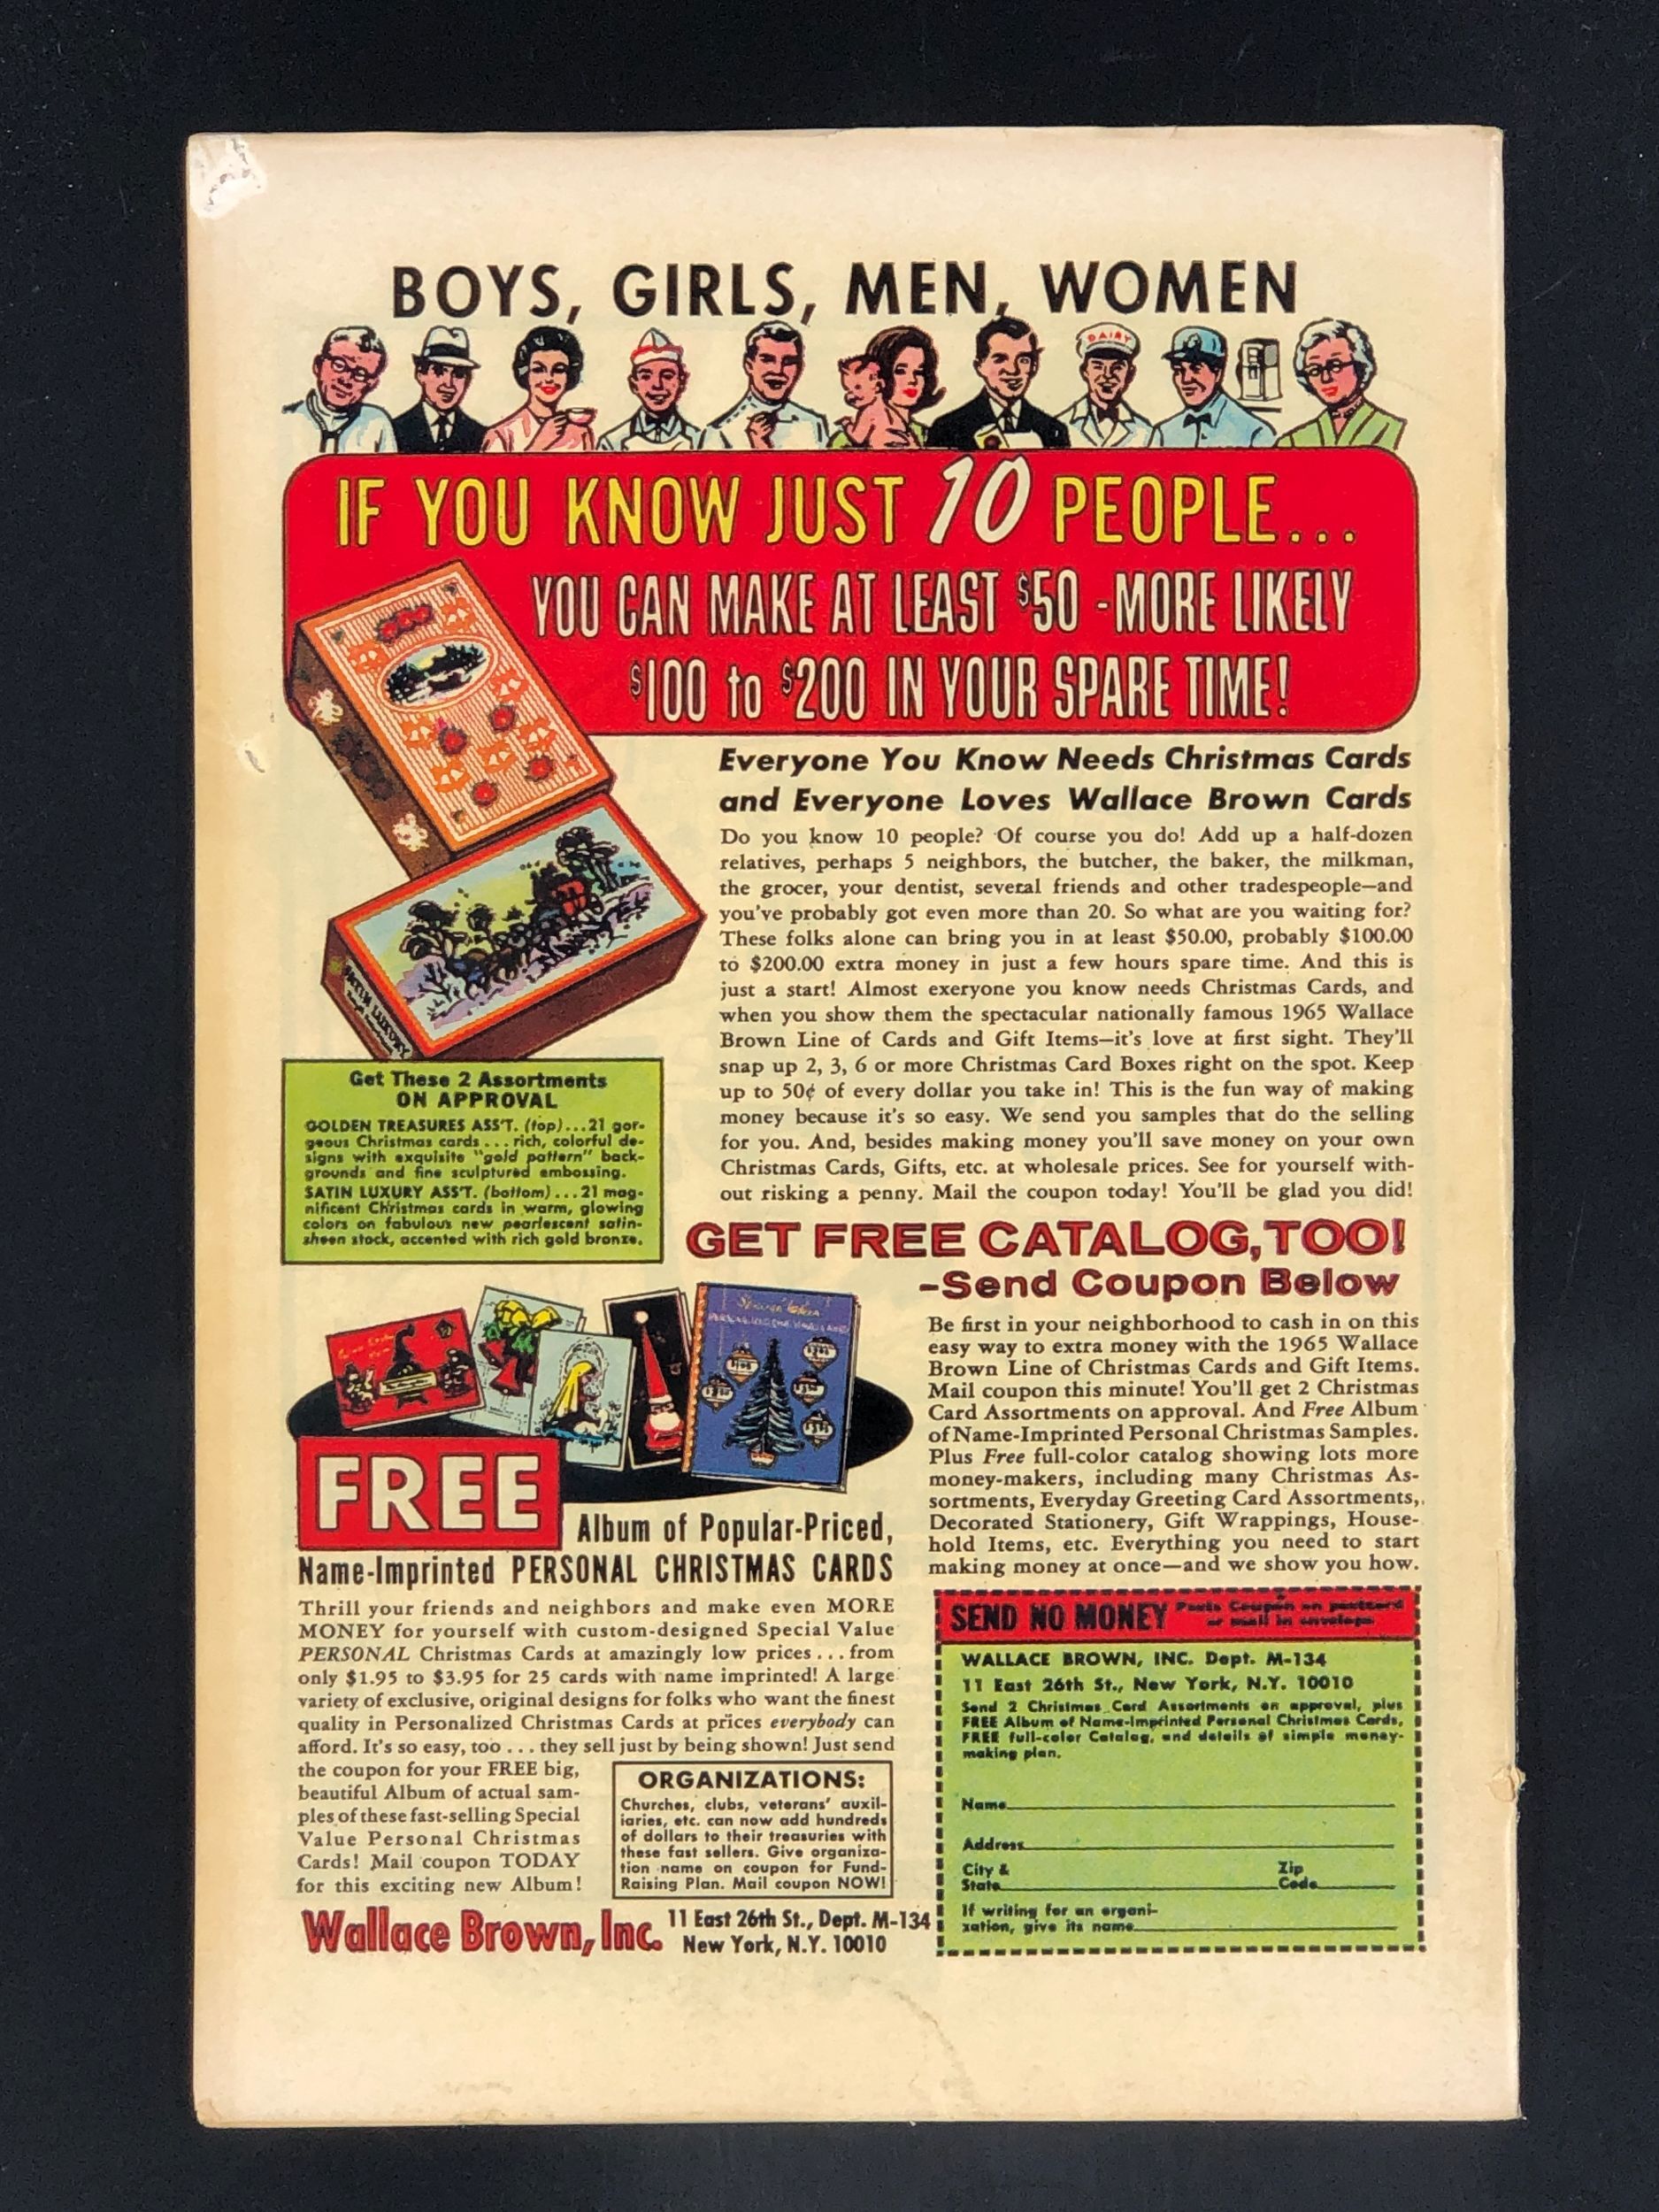 BOYS, GIRLS, MEN, WOMEN
DAIRY
IF YOU KNOW JUST 10 PEOPLE...
YOU CAN MAKE AT LEAST $50 - MORE LIKELY
$100 to $200 IN YOUR SPARE TIME!
Everyone You Know Needs Christmas Cards
and Everyone Loves Wallace Brown Cards
Do you know 10 people? Of course you do! Add up a half-dozen
relatives, perhaps 5 neighbors, the butcher, the baker, the milkman,
the grocer, your dentist, several friends and other tradespeople—and
you've probably got even more than 20. So what are you waiting for?
These folks alone can bring you in at least $50.00, probably $100.00
to $200.00 extra money in just a few hours spare time. And this is
just a start! Almost exeryone you know needs Christmas Cards, and
when you show them the spectacular nationally famous 1965 Wallace
Brown Line of Cards and Gift Items—it's love at first sight. They'll
snap up 2, 3, 6 or more Christmas Card Boxes right on the spot. Keep
up to 50¢ of every dollar you take in! This is the fun way of making
money because it's so easy. We send you samples that do the selling
for you. And, besides making money you'll save money on your own
Christmas Cards, Gifts, etc. at wholesale prices. See for yourself with-
out risking a penny. Mail the coupon today! You'll be glad you did!
SATIN LUXURY
Get These 2 Assortments
ON APPROVAL
GOLDEN TREASURES ASS'T. (top)...21 gor-
geous Christmas cards...rich, colorful de-
signs with exquisite "gold pattern" back-
grounds and fine sculptured embossing.
SATIN LUXURY ASS'T. (bottom)...21 mag-
nificent Christmas cards in warm, glowing
colors on fabulous new pearlescent satin-
sheen stock, accented with rich gold bronze.
GET FREE CATALOG, TOO!
-Send Coupon Below
Be first in your neighborhood to cash in on this
easy way to extra money with the 1965 Wallace
Brown Line of Christmas Cards and Gift Items.
Mail coupon this minute! You'll get 2 Christmas
Card Assortments on approval. And Free Album
of Name-Imprinted Personal Christmas Samples.
Plus Free full-color catalog showing lots more
money-makers, including many Christmas As-
sortments, Everyday Greeting Card Assortments,
Decorated Stationery, Gift Wrappings, House-
hold Items, etc. Everything you need to start
making money at once—and we show you how.
FREE
Album of Popular-Priced,
Name-Imprinted PERSONAL CHRISTMAS CARDS
Thrill your friends and neighbors and make even MORE
MONEY for yourself with custom-designed Special Value
PERSONAL Christmas Cards at amazingly low prices...from
only $1.95 to $3.95 for 25 cards with name imprinted! A large
variety of exclusive, original designs for folks who want the finest
quality in Personalized Christmas Cards at prices everybody can
afford. It's so easy, too...they sell just by being shown! Just send
the coupon for your FREE big,
beautiful Album of actual sam-
ples of these fast-selling Special
Value Personal Christmas
Cards! Mail coupon TODAY
for this exciting new Album!
ORGANIZATIONS:
Churches, clubs, veterans' auxil-
iaries, etc. can now add hundreds
of dollars to their treasuries with
these fast sellers. Give organiza-
tion name on coupon for Fund-
Raising Plan. Mail coupon NOW!
Wallace Brown, Inc.
11 East 26th St., Dept. M-134
New York, N.Y. 10010
SEND NO MONEY
Paste Coupon on postcard
or mail in envelope
WALLACE BROWN, INC. Dept. M-134
11 East 26th St., New York, N.Y. 10010
Send 2 Christmas Card Assortments on approval, plus
FREE Album of Name-Imprinted Personal Christmas Cards,
FREE full-color Catalog, and details of simple money-
making plan.
Name
Address
City & State
Zip Code
If writing for an organi-
zation, give its name